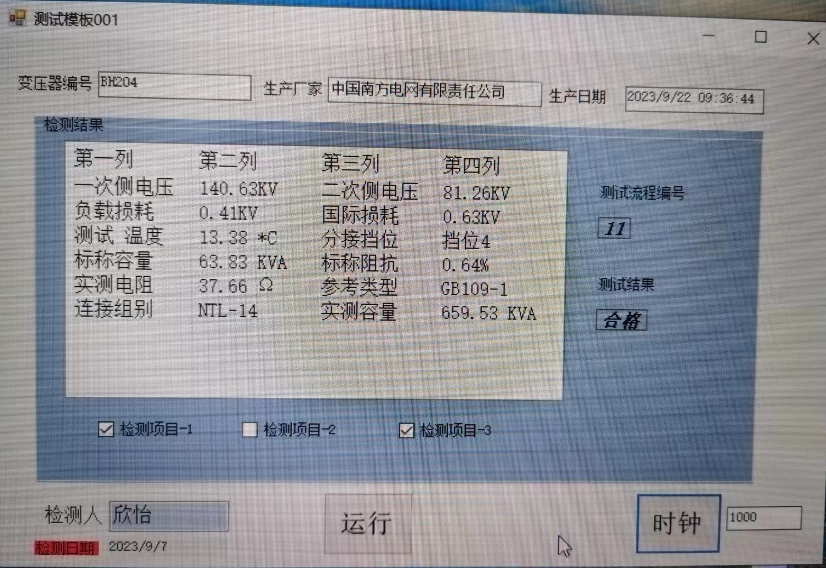 测试模板001
变压器编号 BH204 生产厂家 中国南方电网有限责任公司 生产日期 2023/9/22 09:36:44
检测结果
第一列 第二列 第三列 第四列
一次侧电压 140.63KV 二次侧电压 81.26KV
负载损耗 0.41KV 国际损耗 0.63KV
测试 温度 13.38 *C 分接挡位 挡位4
标称容量 63.83 KVA 标称阻抗 0.64%
实测电阻 37.66 Ω 参考类型 GB109-1
连接组别 NTL-14 实测容量 659.53 KVA
测试流程编号
11
测试结果
合格
检测项目-1 检测项目-2 检测项目-3
检测人 欣怡 运行 时钟 1000
检测日期 2023/9/7